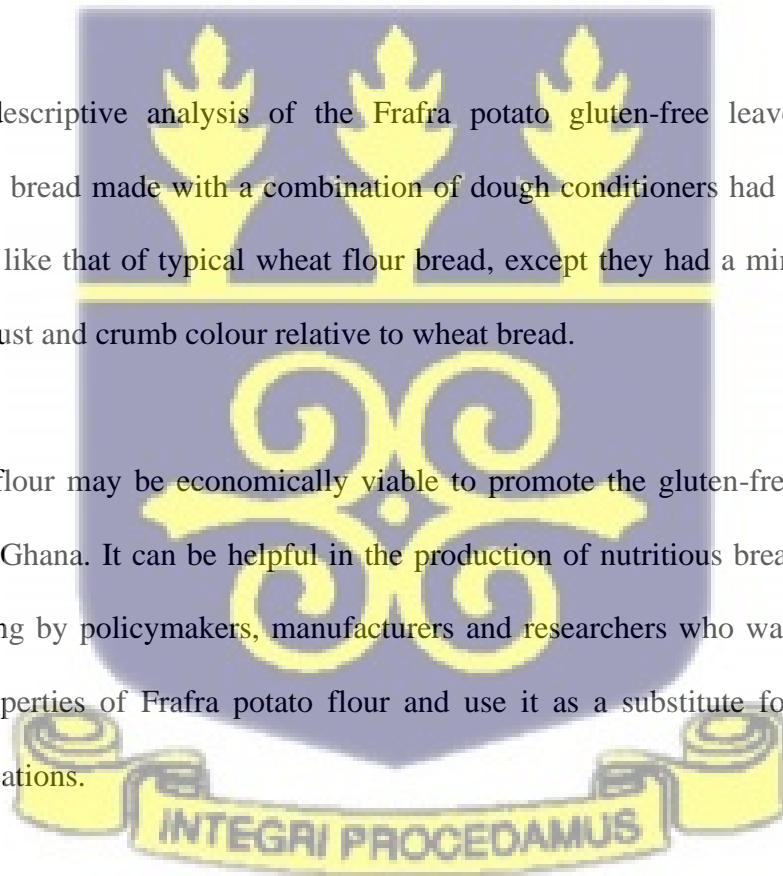 descriptive analysis of the Frafra potato gluten-free leave
bread made with a combination of dough conditioners had
like that of typical wheat flour bread, except they had a mi
ust and crumb colour relative to wheat bread.
flour may be economically viable to promote the gluten-fre
Ghana. It can be helpful in the production of nutritious brea
ng by policymakers, manufacturers and researchers who wa
perties of Frafra potato flour and use it as a substitute fo
ations.
INTEGRI PROCEDAMUS